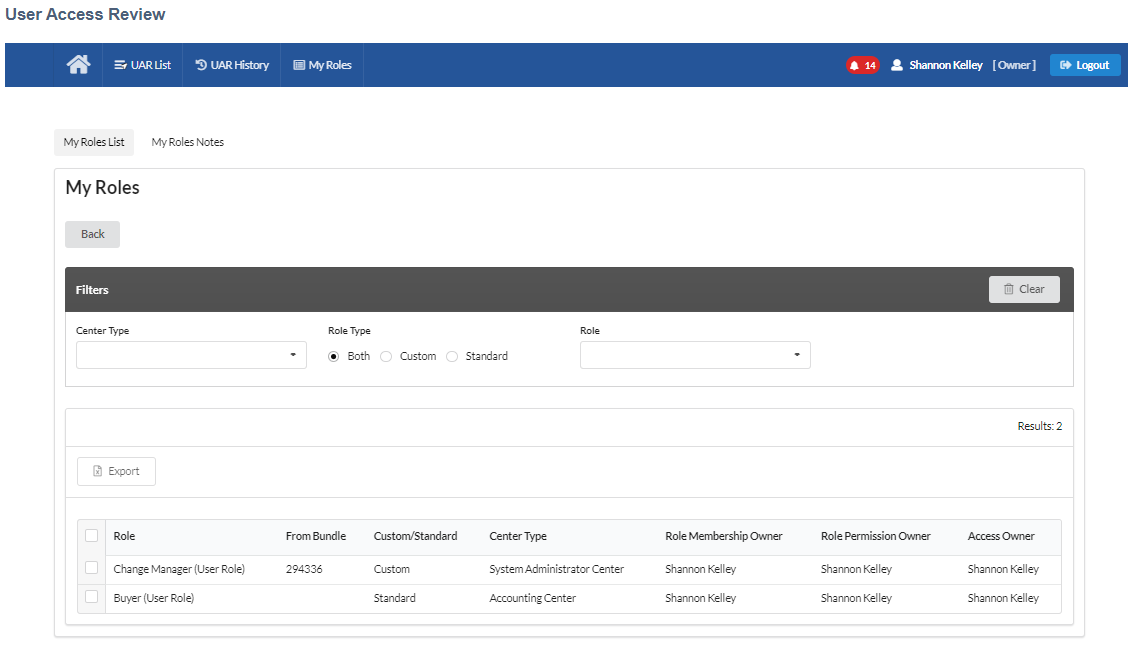 User Access Review
UAR List UAR History My Roles 14 Shannon Kelley [ Owner ] Logout
My Roles List My Roles Notes
My Roles
Back
Filters Clear
Center Type Role Type Role
Both Custom Standard
Results: 2
Export
Role From Bundle Custom/Standard Center Type Role Membership Owner Role Permission Owner Access Owner
Change Manager (User Role) 294336 Custom System Administrator Center Shannon Kelley Shannon Kelley Shannon Kelley
Buyer (User Role) Standard Accounting Center Shannon Kelley Shannon Kelley Shannon Kelley